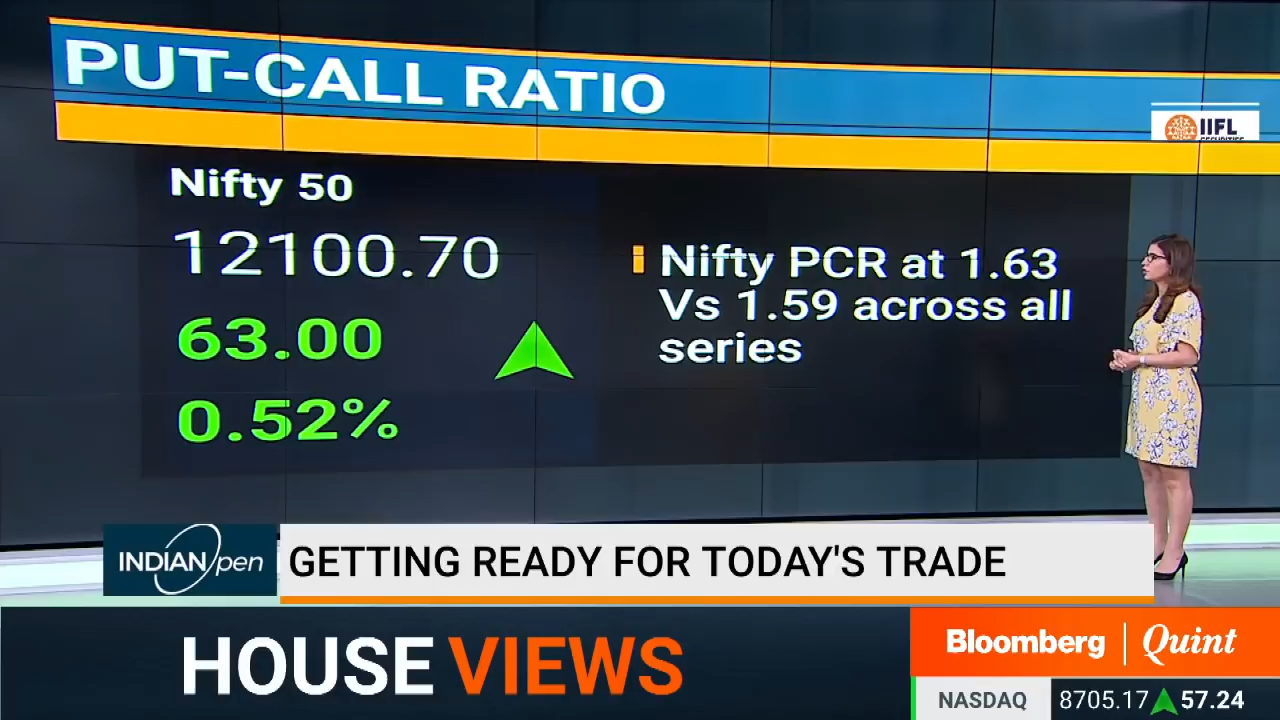 PUT-CALL RATIO
IIFL
SECURITIES
Nifty 50
12100.70
63.00
0.52%
Nifty PCR at 1.63
Vs 1.59 across all
series
INDIAN Open
GETTING READY FOR TODAY'S TRADE
HOUSE VIEWS
Bloomberg | Quint
NASDAQ 8705.17 57.24